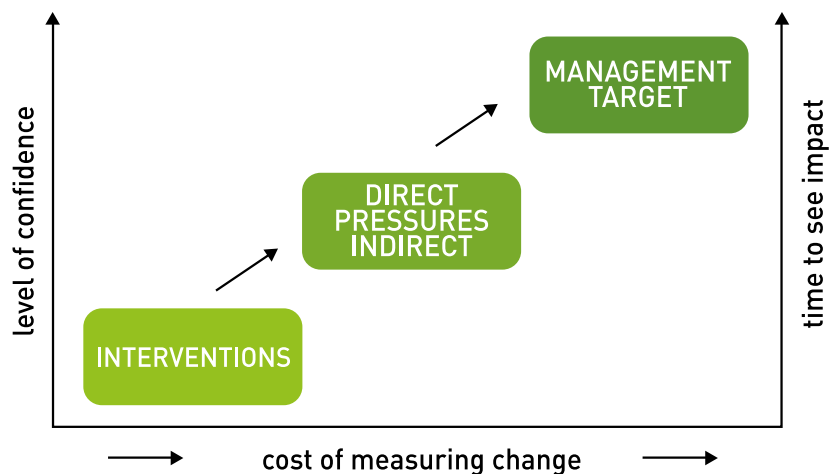 level of confidence
MANAGEMENT
TARGET
DIRECT
PRESSURES
INDIRECT
INTERVENTIONS
time to see impact
cost of measuring change